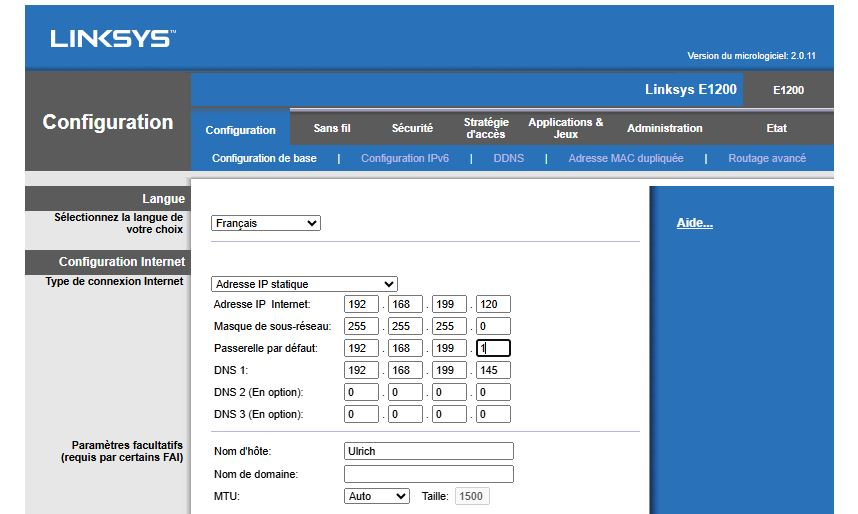 LINKSYS™
Version du micrologiciel: 2.0.11
Linksys E1200 E1200
Configuration
Configuration Sans fil Sécurité Stratégie d'accès Applications & Jeux Administration Etat
Configuration de base | Configuration IPv6 | DDNS | Adresse MAC dupliquée | Routage avancé
Langue
Sélectionnez la langue de
votre choix
Français
Aide...
Configuration Internet
Type de connexion Internet
Adresse IP statique
Adresse IP Internet: 192 . 168 . 199 . 120
Masque de sous-réseau: 255 . 255 . 255 . 0
Passerelle par défaut: 192 . 168 . 199 . 1
DNS 1: 192 . 168 . 199 . 145
DNS 2 (En option): 0 . 0 . 0 . 0
DNS 3 (En option): 0 . 0 . 0 . 0
Paramètres facultatifs
(requis par certains FAI)
Nom d'hôte: Ulrich
Nom de domaine:
MTU: Auto Taille: 1500